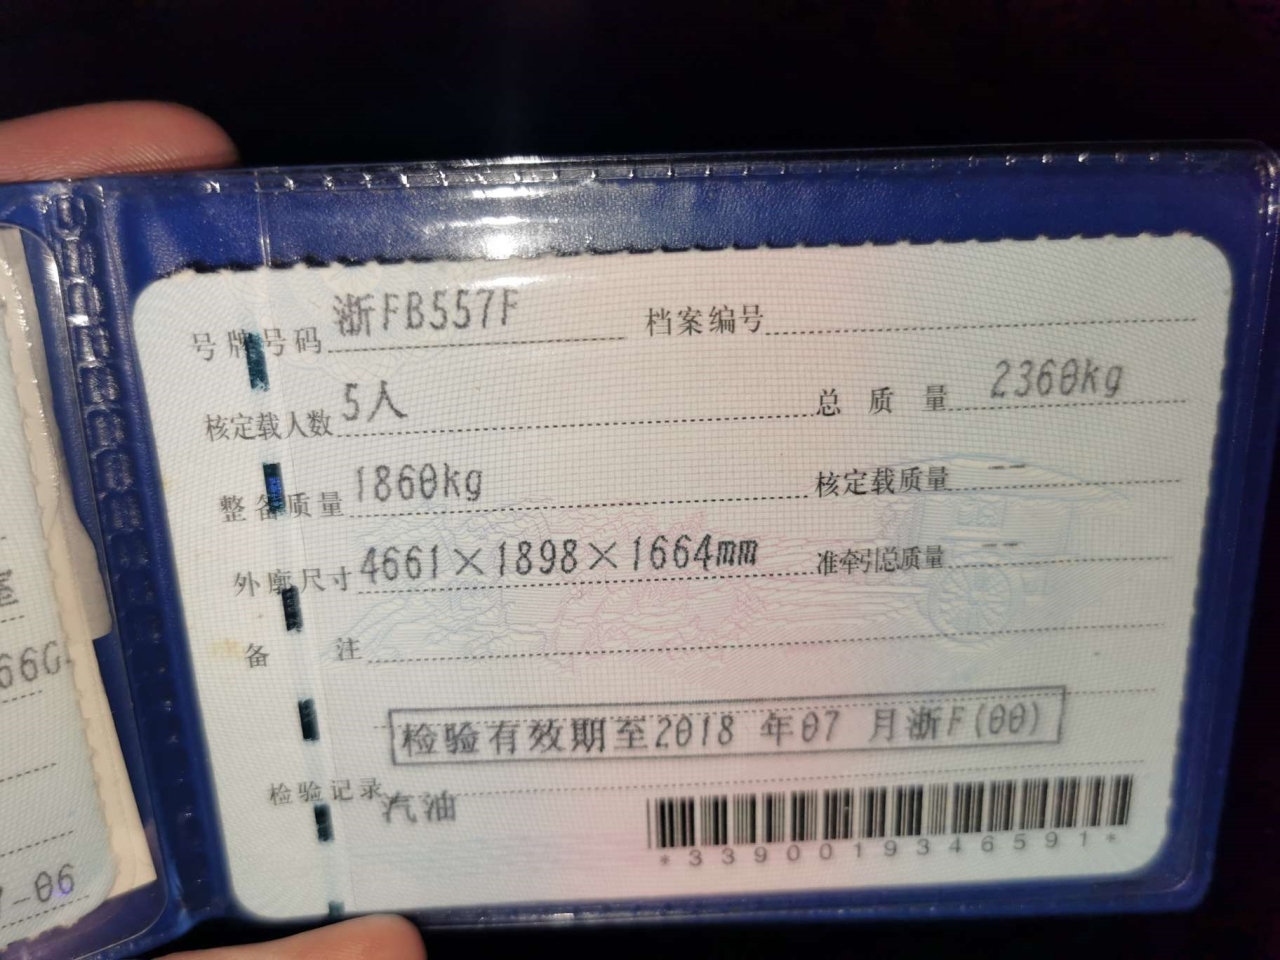 号牌号码 浙FB557F 档案编号
核定载人数 5人 总质量 2360kg
整备质量 1860kg 核定载质量 --
外廓尺寸 4661×1898×1664mm 准牵引总质量 --
备注
检验有效期至2018 年07 月浙F(00)
检验记录
汽油
*3390019346591*
66G
-06